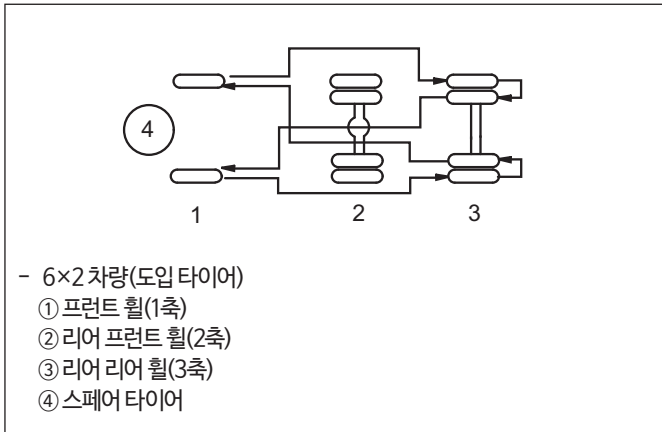 4
1 2 3
- 6×2 차량(도입 타이어)
① 프런트 휠(1축)
② 리어 프런트 휠(2축)
③ 리어 리어 휠(3축)
④ 스페어 타이어